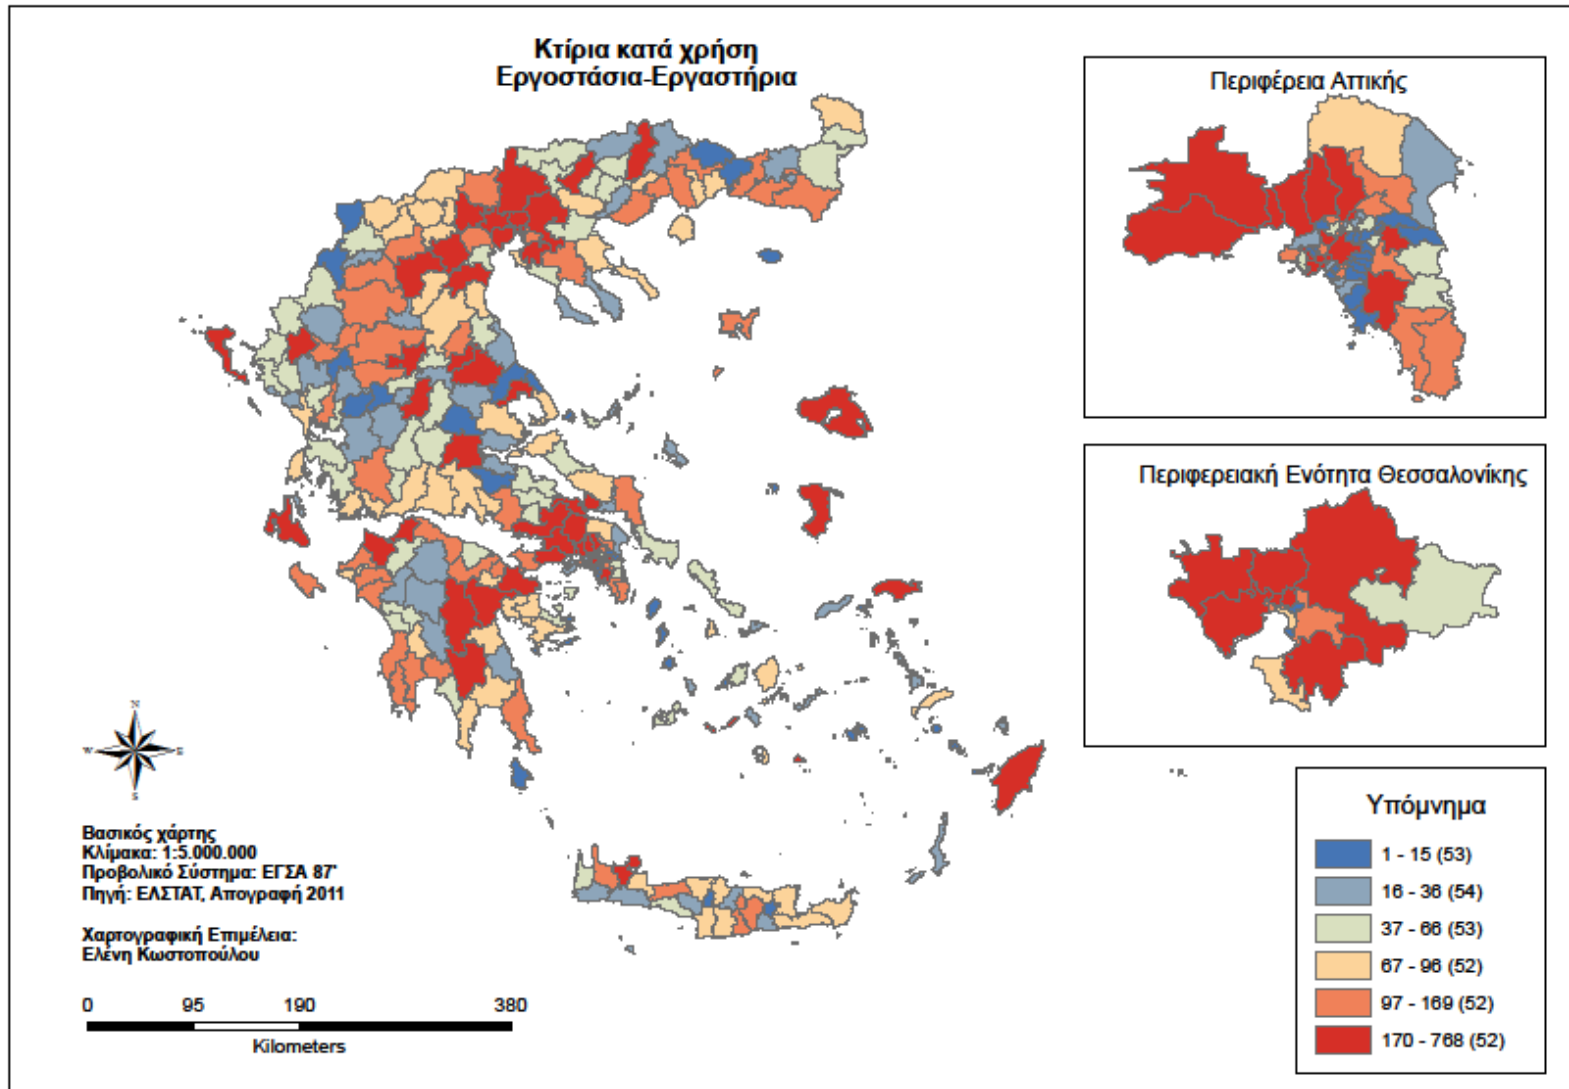 Κτίρια κατά χρήση
Εργοστάσια-Εργαστήρια
Περιφέρεια Αττικής
Περιφερειακή Ενότητα Θεσσαλονίκης
N
W
E
S
Βασικός χάρτης
Κλίμακα: 1:5.000.000
Προβολικό Σύστημα: ΕΓΣΑ 87'
Πηγή: ΕΛΣΤΑΤ, Απογραφή 2011
Χαρτογραφική Επιμέλεια:
Ελένη Κωστοπούλου
0 95 190 380
Kilometers
Υπόμνημα
1 - 15 (53)
16 - 36 (54)
37 - 66 (53)
67 - 96 (52)
97 - 169 (52)
170 - 768 (52)